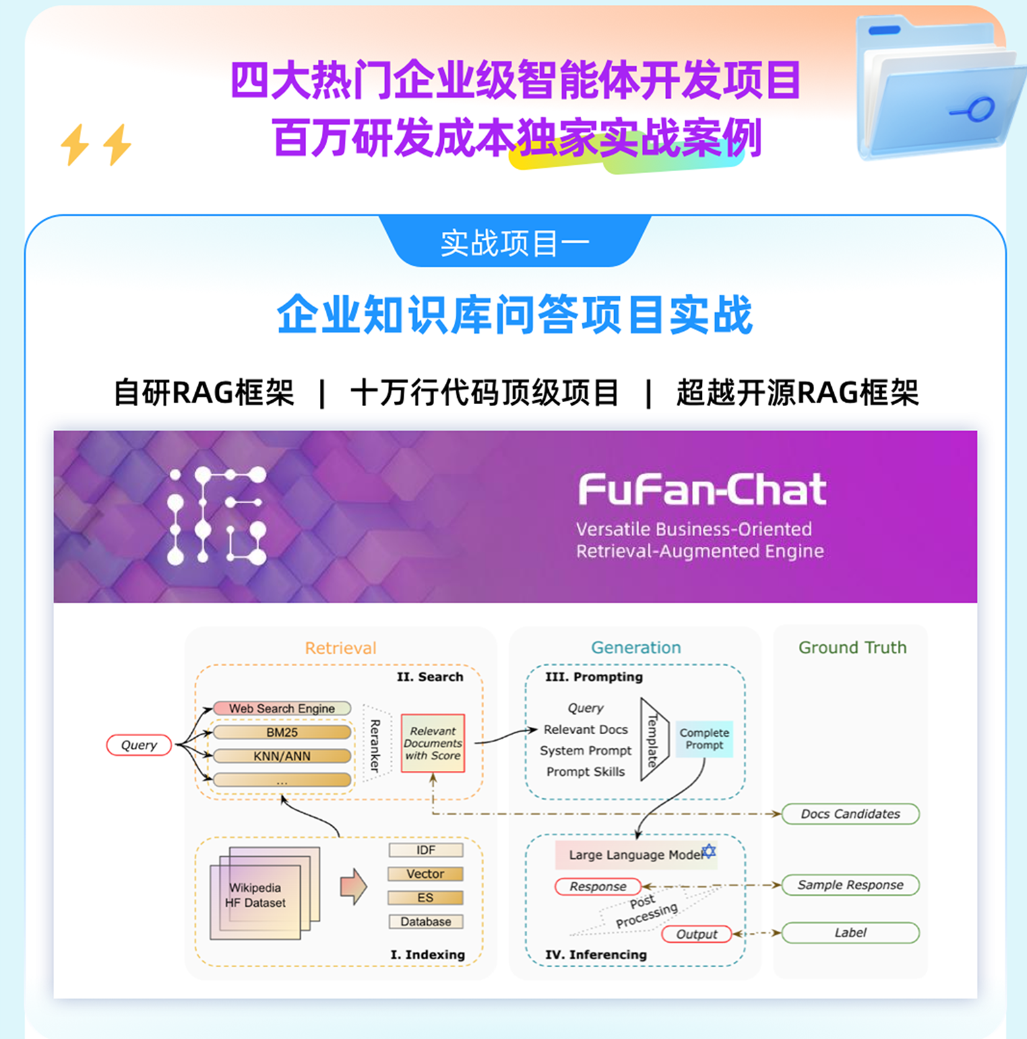 四大热门企业级智能体开发项目
百万研发成本独家实战案例
实战项目一
企业知识库问答项目实战
自研RAG框架 | 十万行代码顶级项目 | 超越开源RAG框架
FuFan-Chat
Versatile Business-Oriented
Retrieval-Augmented Engine
Retrieval
II. Search
Query
Web Search Engine
BM25
KNN/ANN
...
Reranker
Relevant
Documents
with Score
Wikipedia
HF Dataset
IDF
Vector
ES
Database
I. Indexing
Generation
III. Prompting
Query
Relevant Docs
System Prompt
Prompt Skills
Template
Complete
Prompt
Large Language Model
Response
Post
Processing
Output
IV. Inferencing
Ground Truth
Docs Candidates
Sample Response
Label